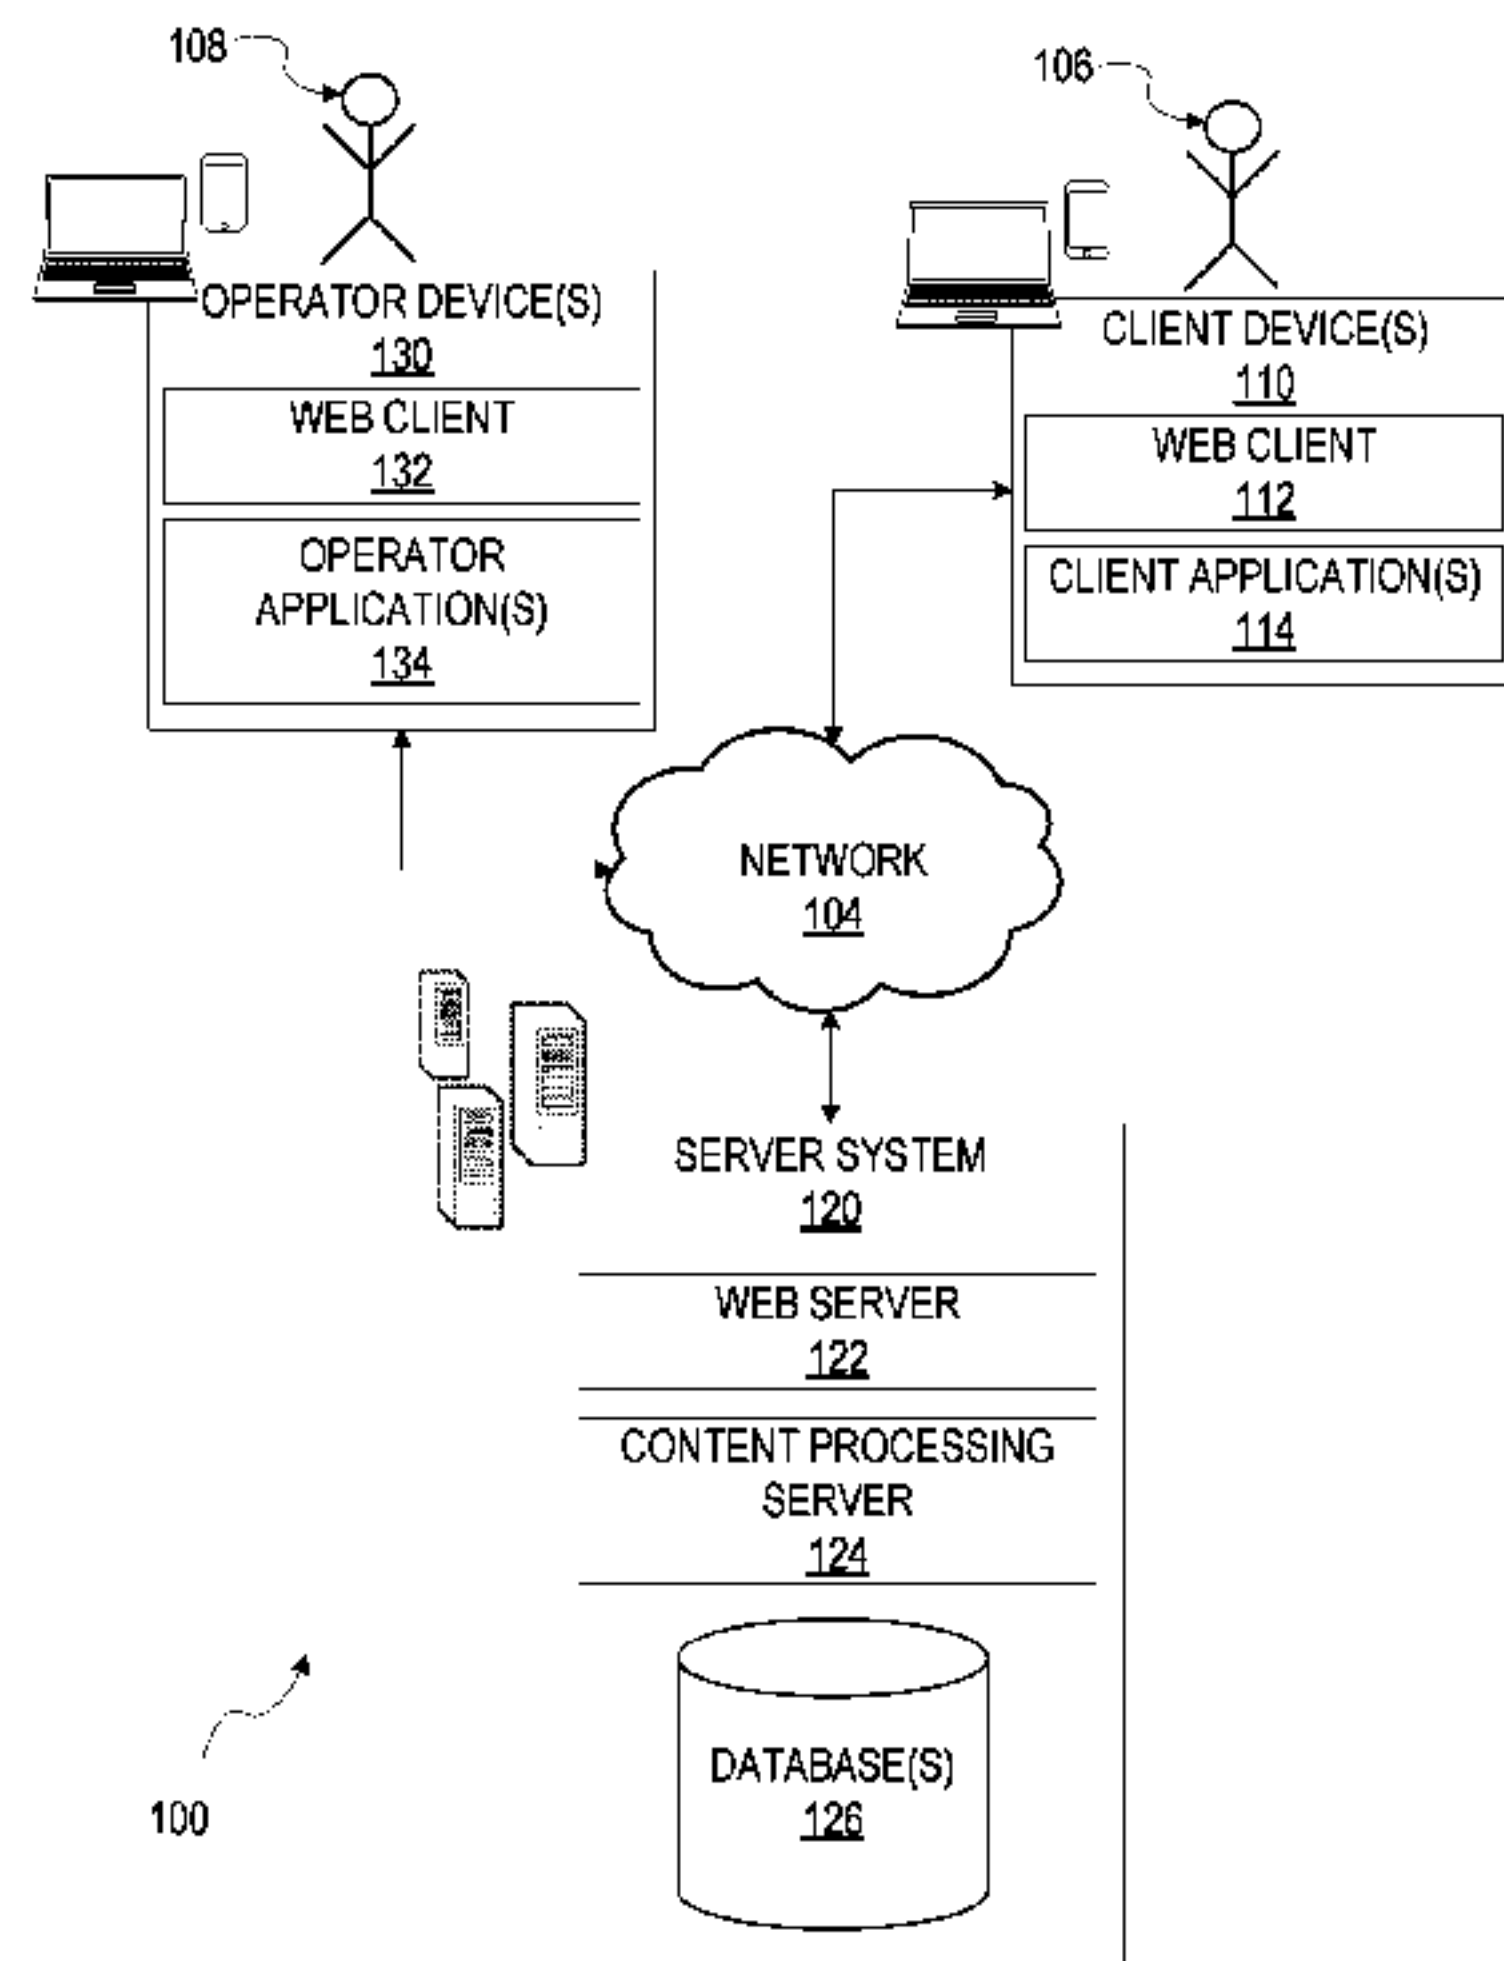 108
106
OPERATOR DEVICE(S)
130
WEB CLIENT
132
OPERATOR
APPLICATION(S)
134
CLIENT DEVICE(S)
110
WEB CLIENT
112
CLIENT APPLICATION(S)
114
NETWORK
104
SERVER SYSTEM
120
WEB SERVER
122
CONTENT PROCESSING
SERVER
124
DATABASE(S)
126
100